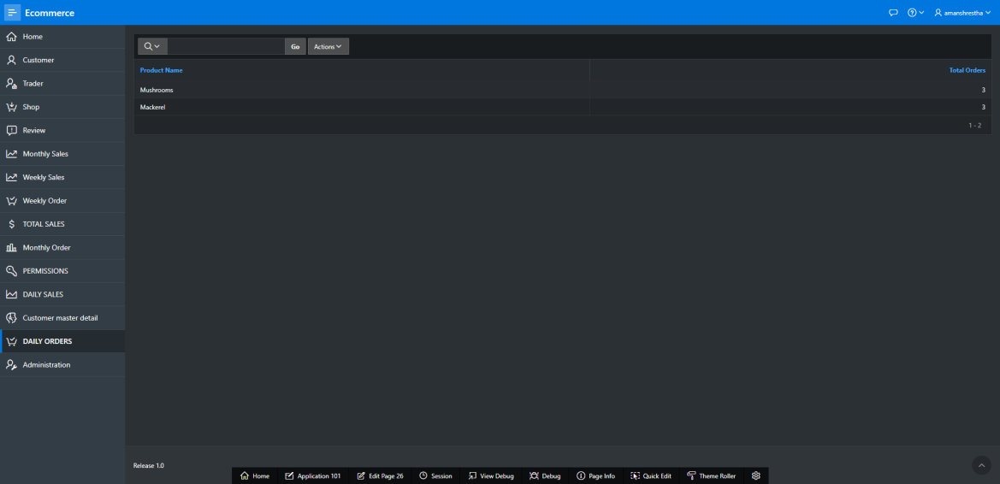 Ecommerce
amanshrestha
Home
Customer
Trader
Shop
Review
Monthly Sales
Weekly Sales
Weekly Order
TOTAL SALES
Monthly Order
PERMISSIONS
DAILY SALES
Customer master detail
DAILY ORDERS
Administration
Go Actions
Product Name Total Orders
Mushrooms 3
Mackerel 3
1 - 2
Release 1.0
Home Application 101 Edit Page 26 Session View Debug Debug Page Info Quick Edit Theme Roller